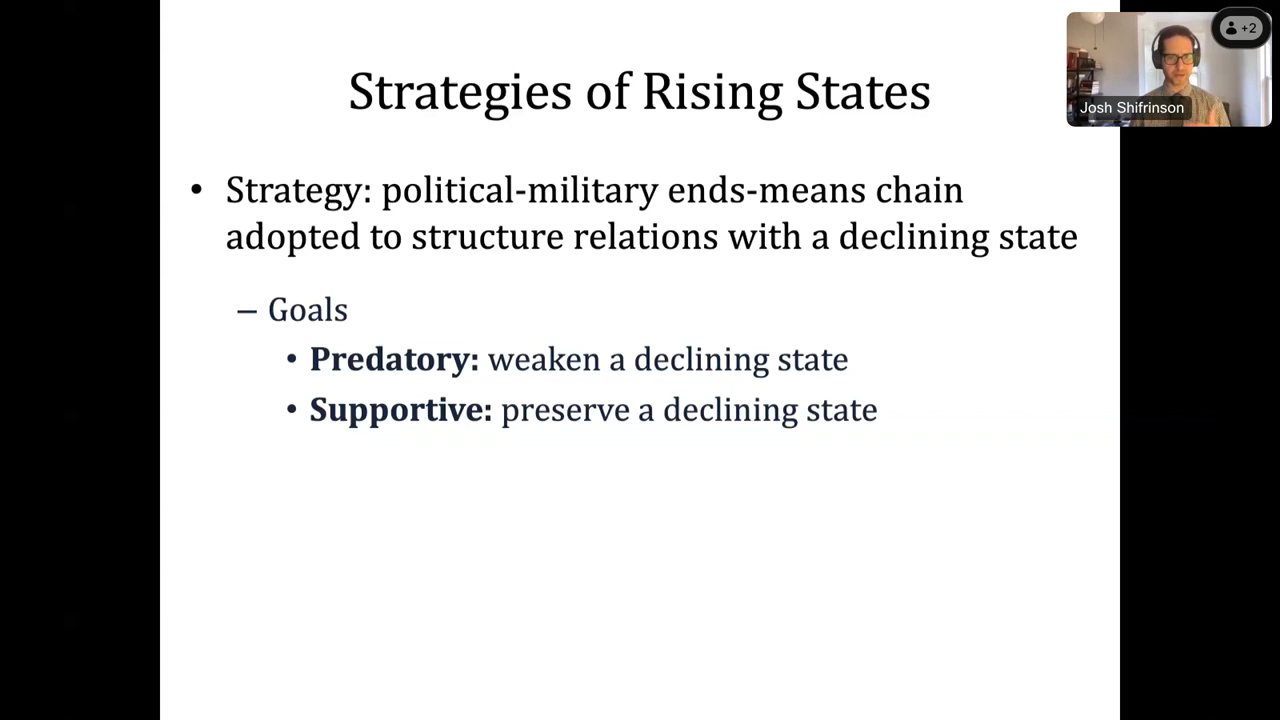 Strategies of Rising States
+2
Josh Shifrinson
• Strategy: political-military ends-means chain
adopted to structure relations with a declining state
– Goals
• Predatory: weaken a declining state
• Supportive: preserve a declining state